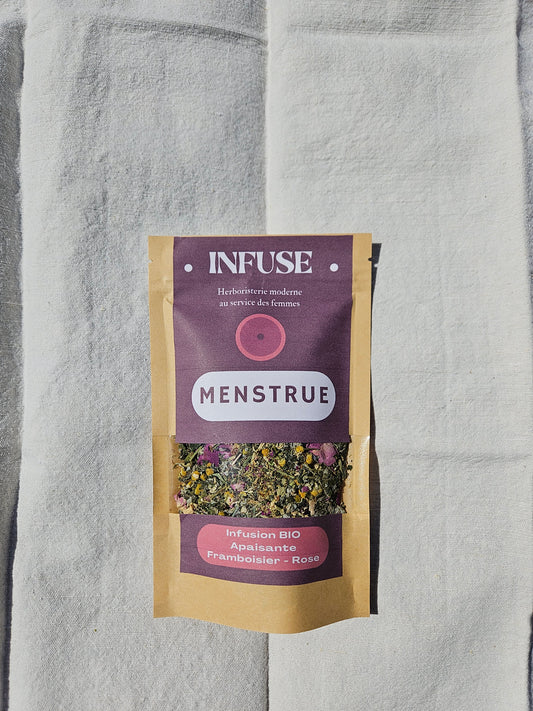 INFUSE
Herboristerie moderne
au service des femmes
MENSTRUE
Infusion BIO
Apaisante
Framboisier - Rose